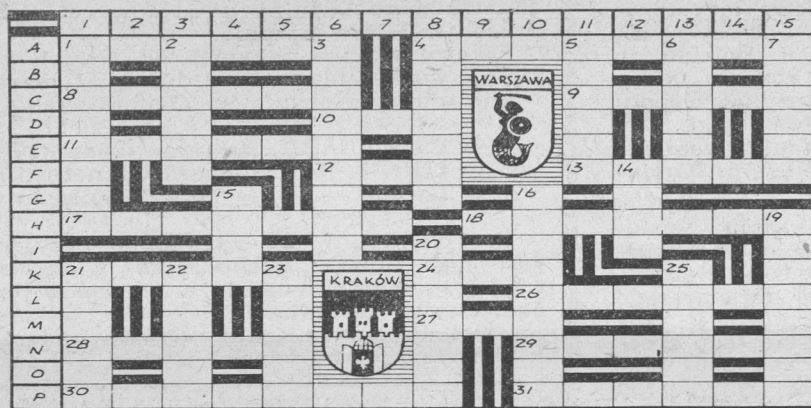 1 2 3 4 5 6 7 8 9 10 11 12 13 14 15
A 1 2 3 4 5 6 7
B
WARSZAWA
C 8 9
D 10
E 11
F 12 13 14
G 15 16
H 17 18 19
I 20
K 21 22 23 KRAKÓW 24 25
L 26
M 27
N 28 29
O
P 30 31